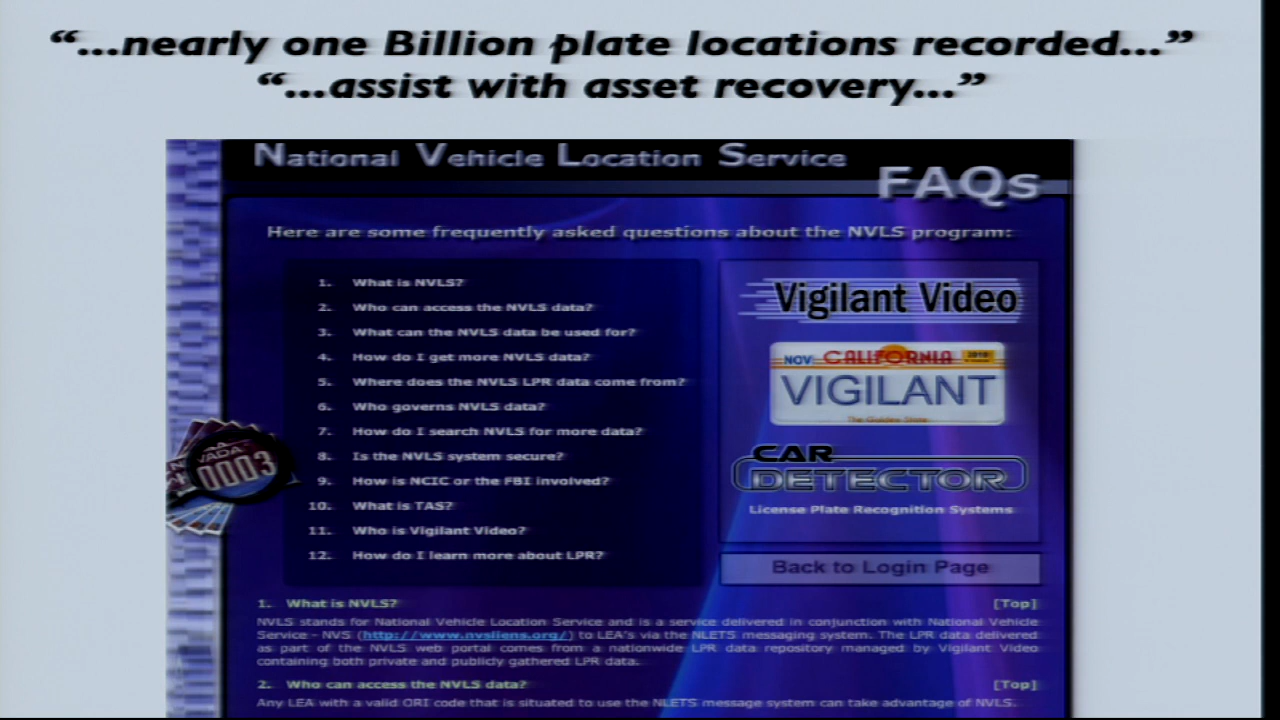 “...nearly one Billion plate locations recorded...”
“...assist with asset recovery...”
National Vehicle Location Service
FAQs
Here are some frequently asked questions about the NVLS program:
1. What is NVLS?
2. Who can access the NVLS data?
3. What can the NVLS data be used for?
4. How do I get more NVLS data?
5. Where does the NVLS LPR data come from?
6. Who governs NVLS data?
7. How do I search NVLS for more data?
8. Is the NVLS system secure?
9. How is NCIC or the FBI involved?
10. What is TAS?
11. Who is Vigilant Video?
12. How do I learn more about LPR?
Vigilant Video
NOV CALIFORNIA 2010
VIGILANT
The Golden State
CAR
DETECTOR
License Plate Recognition Systems
Back to Login Page
VADA
0003
1. What is NVLS? [Top]
NVLS stands for National Vehicle Location Service and is a service delivered in conjunction with National Vehicle
Service - NVS (http://www.nvsliens.org/) to LEA's via the NLETS messaging system. The LPR data delivered
as part of the NVLS web portal comes from a nationwide LPR data repository managed by Vigilant Video
containing both private and publicly gathered LPR data.
2. Who can access the NVLS data? [Top]
Any LEA with a valid ORI code that is situated to use the NLETS message system can take advantage of NVLS.